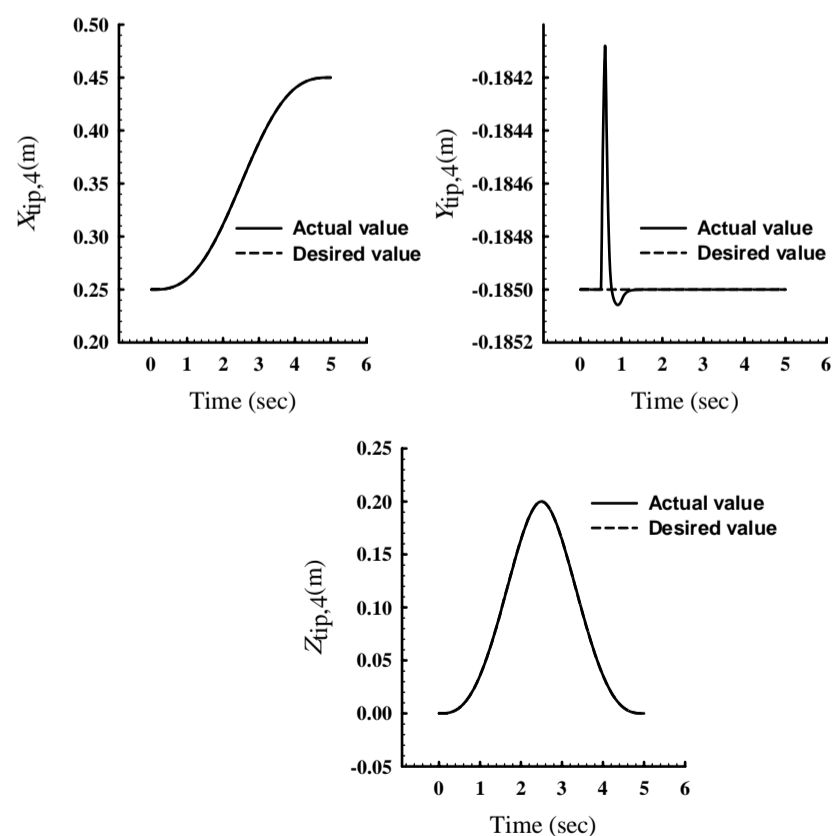 0.50
0.45
0.40
0.35
0.30
0.25
0.20
Xtip,4(m)
Actual value
Desired value
0 1 2 3 4 5 6
Time (sec)
-0.1842
-0.1844
-0.1846
-0.1848
-0.1850
-0.1852
Ytip,4(m)
Actual value
Desired value
0 1 2 3 4 5 6
Time (sec)
0.25
0.20
0.15
0.10
0.05
0.00
-0.05
Ztip,4(m)
Actual value
Desired value
0 1 2 3 4 5 6
Time (sec)